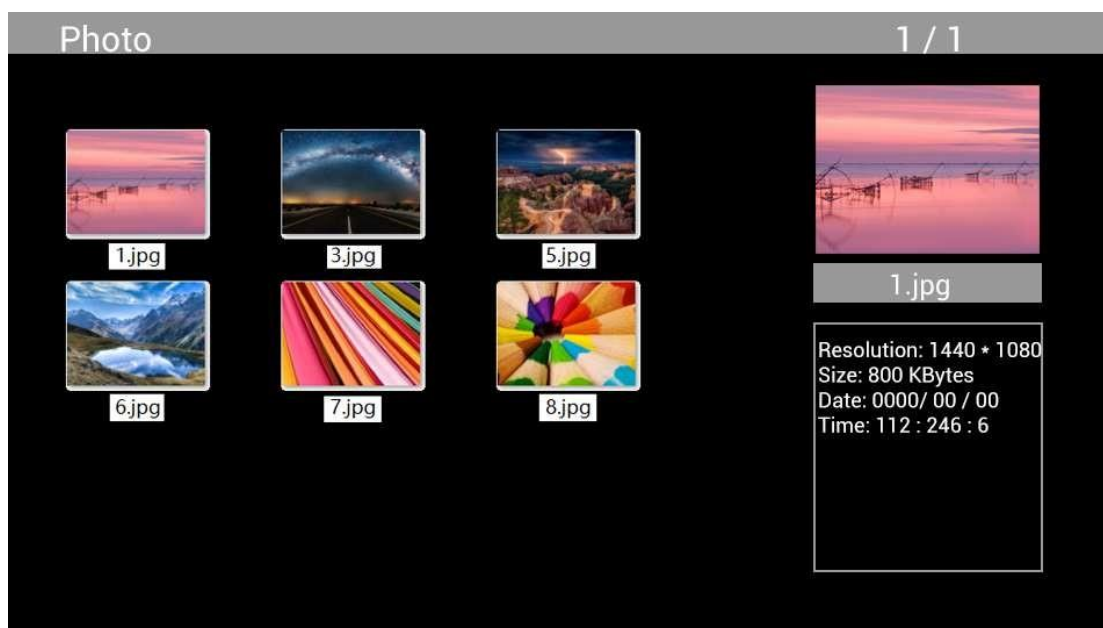 Photo
1 / 1
1.jpg
3.jpg
5.jpg
6.jpg
7.jpg
8.jpg
1.jpg
Resolution: 1440 * 1080
Size: 800 KBytes
Date: 0000/ 00 / 00
Time: 112 : 246 : 6